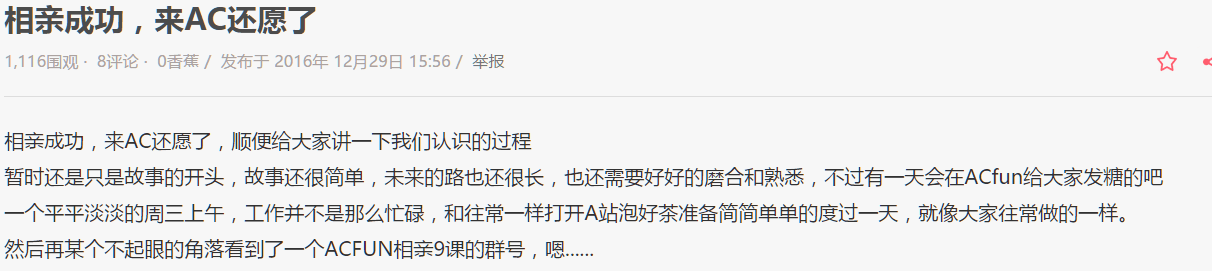 相亲成功，来AC还愿了
1,116围观 · 8评论 · 0香蕉 / 发布于 2016年 12月29日 15:56 / 举报
相亲成功，来AC还愿了，顺便给大家讲一下我们认识的过程
暂时还是只是故事的开头，故事还很简单，未来的路也还很长，也还需要好好的磨合和熟悉，不过有一天会在ACfun给大家发糖的吧
一个平平淡淡的周三上午，工作并不是那么忙碌，和往常一样打开A站泡好茶准备简简单单的度过一天，就像大家往常做的一样。
然后再某个不起眼的角落看到了一个ACFUN相亲9课的群号，嗯......